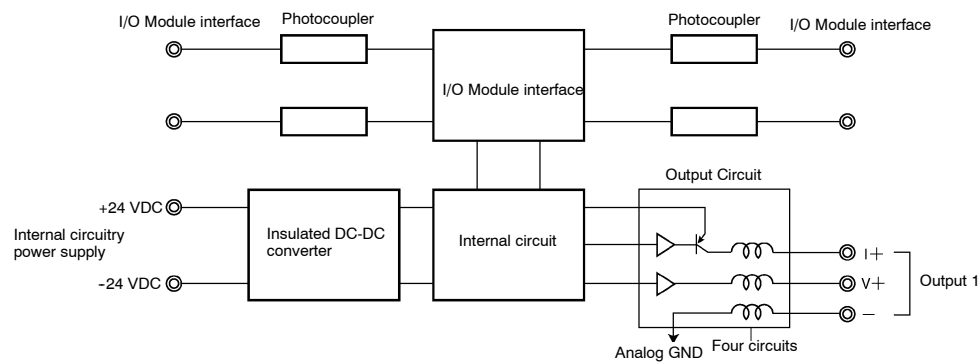 Photocoupler
Photocoupler
I/O Module interface
I/O Module interface
I/O Module interface
Output Circuit
+24 VDC
Insulated DC-DC
converter
Internal circuit
Internal circuitry
power supply
−24 VDC
I+
V+
−
Output 1
Analog GND
Four circuits